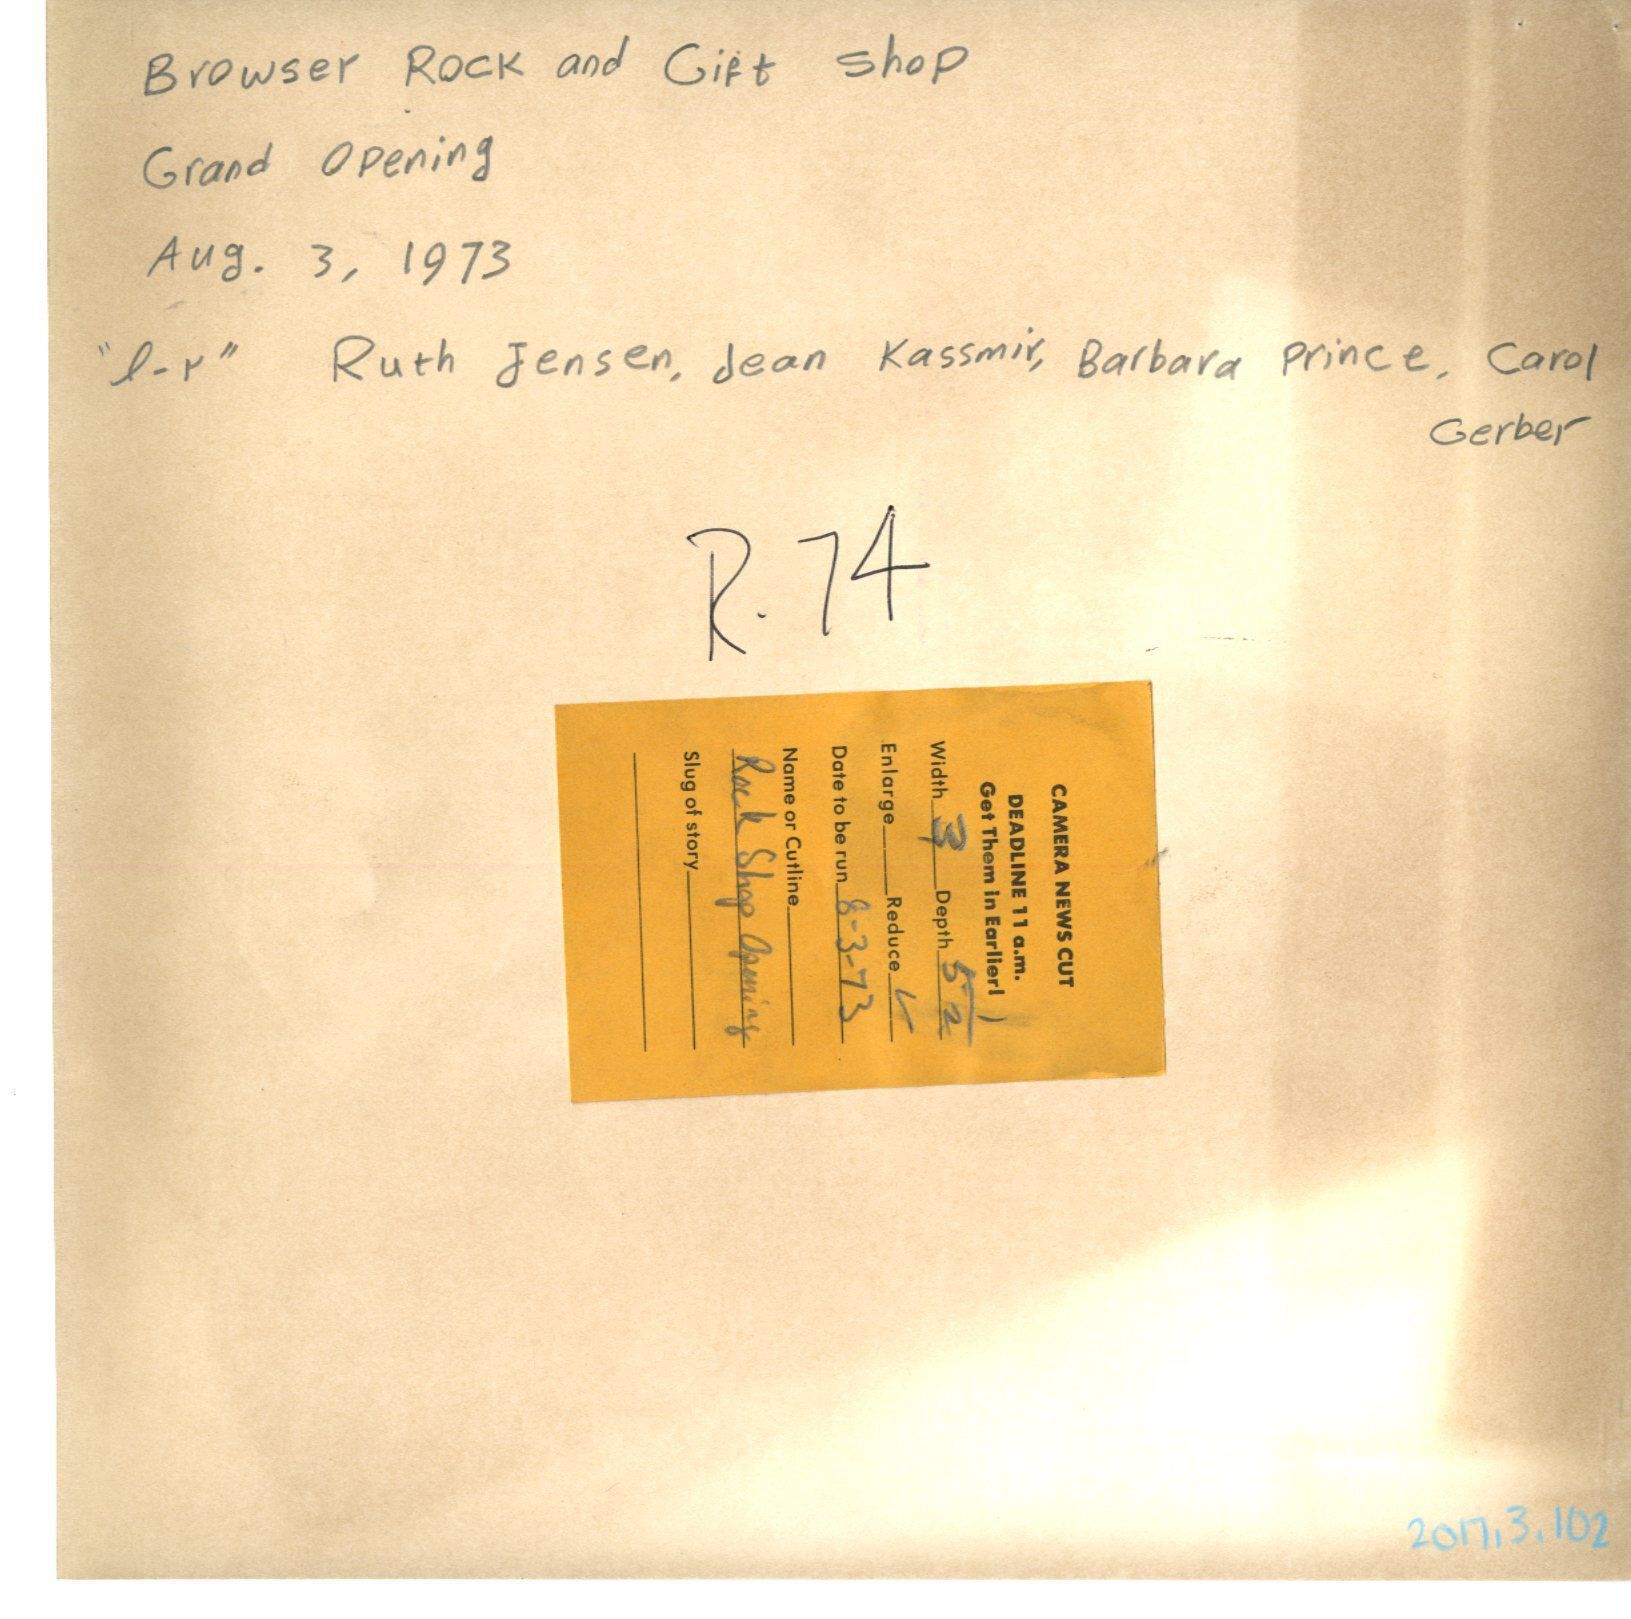 Browser Rock and Gift Shop
Grand Opening
Aug. 3, 1973
"l-r" Ruth Jensen, Jean Kassmir, Barbara Prince, Carol
Gerber
R. 74
CAMERA NEWS CUT
DEADLINE 11 a.m.
Get Them in Earlier!
Width 3 Depth 5 1/2
Enlarge Reduce ✓
Date to be run 8-3-73
Name or Cutline
Rock Shop Opening
Slug of story
2017.3.102